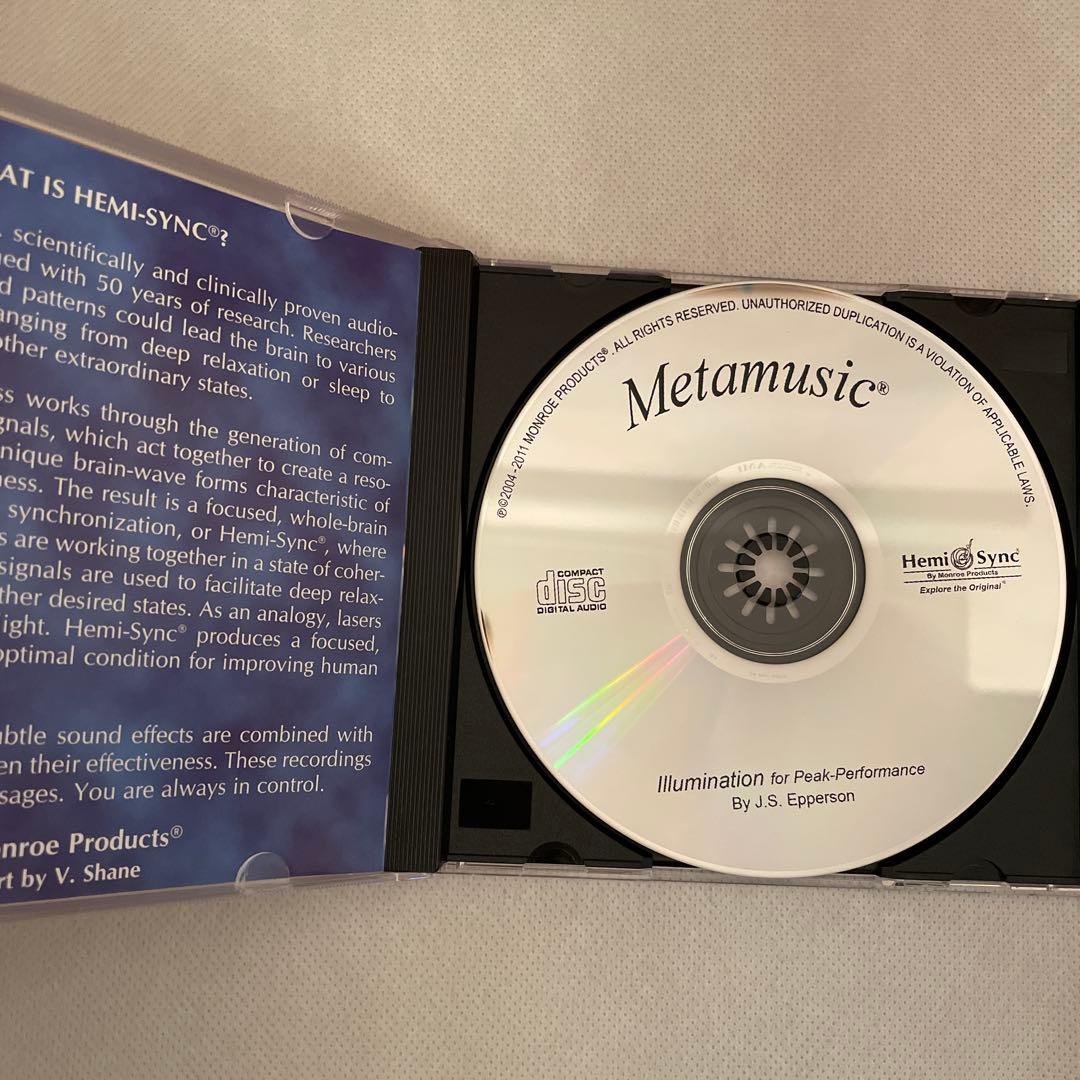 AT IS HEMI-SYNC®?
scientifically and clinically proven audio-
with 50 years of research. Researchers
patterns could lead the brain to various
anging from deep relaxation or sleep to
other extraordinary states.
works through the generation of com-
gnals, which act together to create a reso-
nique brain-wave forms characteristic of
ness. The result is a focused, whole-brain
synchronization, or Hemi-Sync®, where
s are working together in a state of coher-
signals are used to facilitate deep relax-
ther desired states. As an analogy, lasers
ight. Hemi-Sync® produces a focused,
optimal condition for improving human
btle sound effects are combined with
en their effectiveness. These recordings
sages. You are always in control.
nroe Products®
rt by V. Shane
℗©2004-2011 MONROE PRODUCTS®. ALL RIGHTS RESERVED. UNAUTHORIZED DUPLICATION IS A VIOLATION OF APPLICABLE LAWS.
Metamusic®
COMPACT
disc
DIGITAL AUDIO
Hemi Sync®
By Monroe Products
Explore the Original®
Illumination for Peak-Performance
By J.S. Epperson